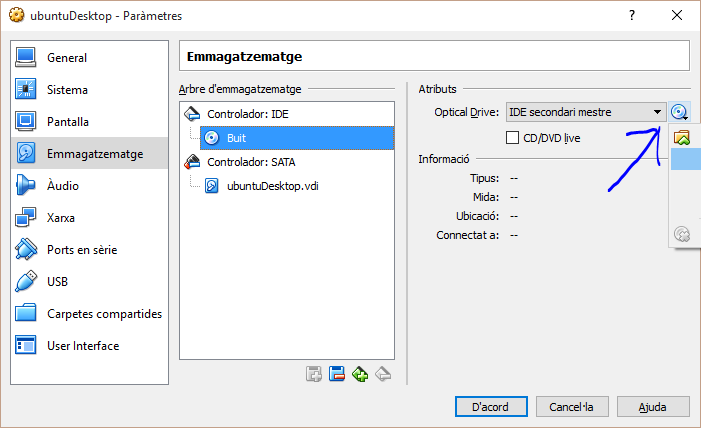 ubuntuDesktop - Paràmetres
General
Sistema
Pantalla
Emmagatzematge
Àudio
Xarxa
Ports en sèrie
USB
Carpetes compartides
User Interface
Emmagatzematge
Arbre d'emmagatzematge
Controlador: IDE
Buit
Controlador: SATA
ubuntuDesktop.vdi
Atributs
Optical Drive: IDE secondari mestre
CD/DVD live
Informació
Tipus: --
Mida: --
Ubicació: --
Connectat a: --
D'acord Cancel·la Ajuda